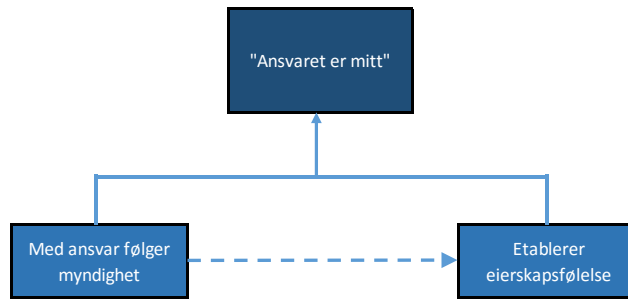 "Ansvaret er mitt"
Med ansvar følger
myndighet
Etablerer
eierskapsfølelse